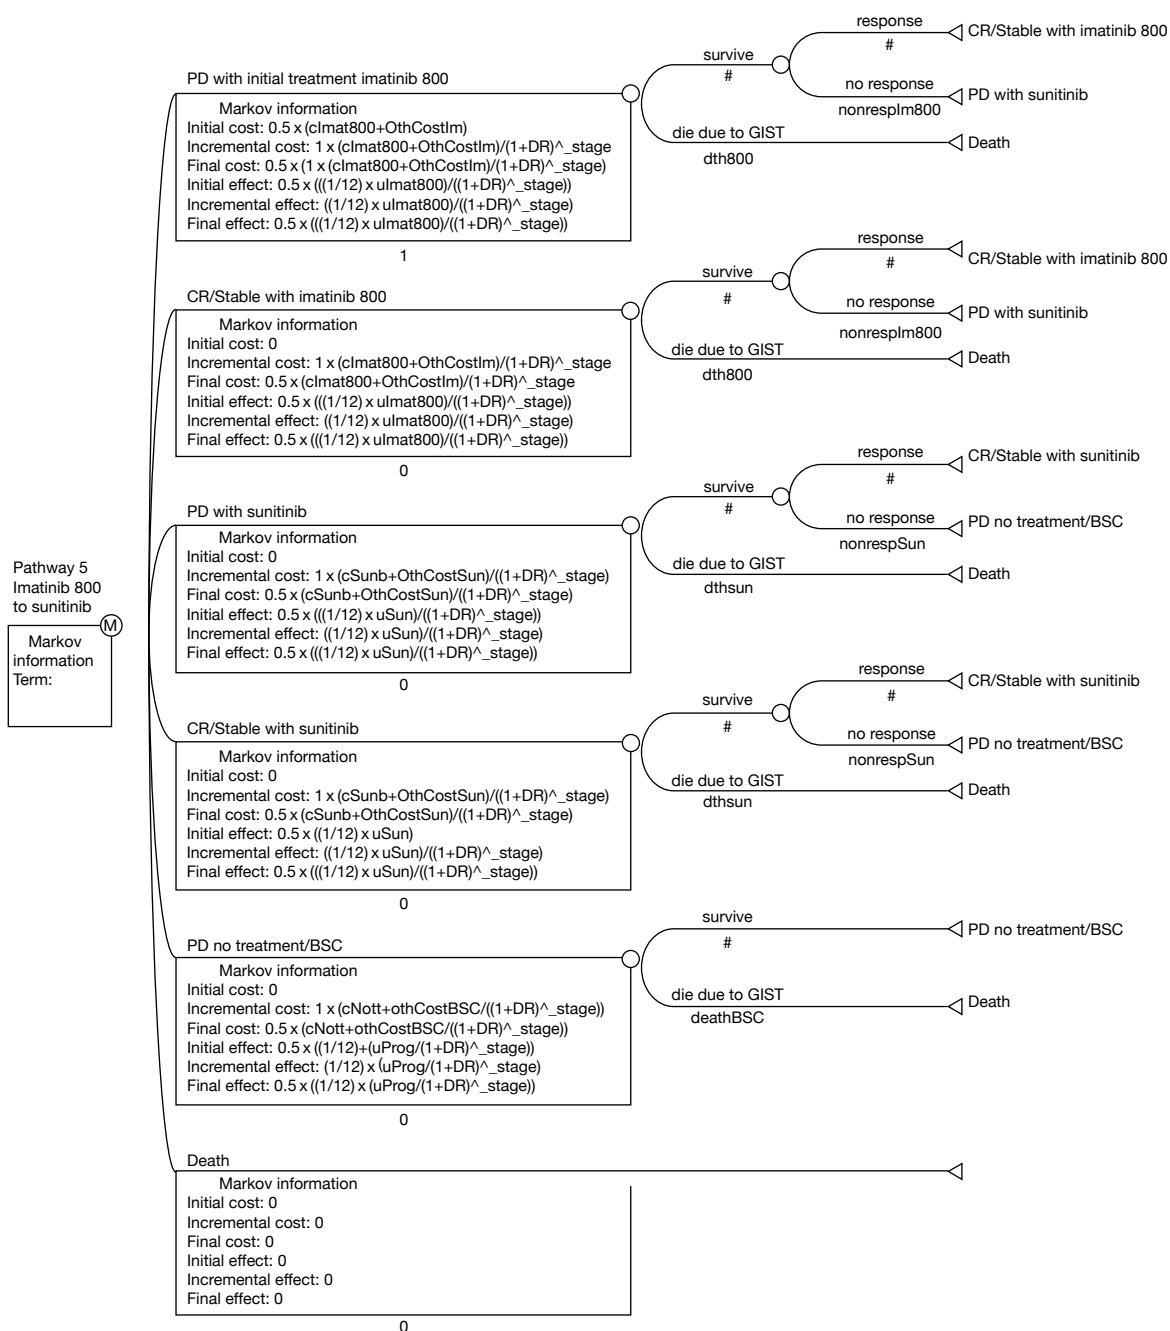 Pathway 5
Imatinib 800
to sunitinib
M
Markov
information
Term:
PD with initial treatment imatinib 800
Markov information
Initial cost: 0.5 x (cImat800+OthCostIm)
Incremental cost: 1 x (cImat800+OthCostIm)/(1+DR)^_stage
Final cost: 0.5 x (1 x (cImat800+OthCostIm)/(1+DR)^_stage)
Initial effect: 0.5 x (((1/12) x uImat800)/((1+DR)^_stage))
Incremental effect: ((1/12) x uImat800)/((1+DR)^_stage)
Final effect: 0.5 x (((1/12) x uImat800)/((1+DR)^_stage))
1
survive
#
response
#
CR/Stable with imatinib 800
no response
nonrespIm800
PD with sunitinib
die due to GIST
dth800
Death
CR/Stable with imatinib 800
Markov information
Initial cost: 0
Incremental cost: 1 x (cImat800+OthCostIm)/(1+DR)^_stage
Final cost: 0.5 x (cImat800+OthCostIm)/(1+DR)^_stage
Initial effect: 0.5 x (((1/12) x uImat800)/((1+DR)^_stage))
Incremental effect: ((1/12) x uImat800)/((1+DR)^_stage)
Final effect: 0.5 x (((1/12) x uImat800)/((1+DR)^_stage))
0
survive
#
response
#
CR/Stable with imatinib 800
no response
nonrespIm800
PD with sunitinib
die due to GIST
dth800
Death
PD with sunitinib
Markov information
Initial cost: 0
Incremental cost: 1 x (cSunb+OthCostSun)/((1+DR)^_stage)
Final cost: 0.5 x (cSunb+OthCostSun)/((1+DR)^_stage)
Initial effect: 0.5 x (((1/12) x uSun)/((1+DR)^_stage))
Incremental effect: ((1/12) x uSun)/((1+DR)^_stage)
Final effect: 0.5 x (((1/12) x uSun)/((1+DR)^_stage))
0
survive
#
response
#
CR/Stable with sunitinib
no response
nonrespSun
PD no treatment/BSC
die due to GIST
dthsun
Death
CR/Stable with sunitinib
Markov information
Initial cost: 0
Incremental cost: 1 x (cSunb+OthCostSun)/((1+DR)^_stage)
Final cost: 0.5 x (cSunb+OthCostSun)/((1+DR)^_stage)
Initial effect: 0.5 x ((1/12) x uSun)
Incremental effect: ((1/12) x uSun)/((1+DR)^_stage)
Final effect: 0.5 x (((1/12) x uSun)/((1+DR)^_stage))
0
survive
#
response
#
CR/Stable with sunitinib
no response
nonrespSun
PD no treatment/BSC
die due to GIST
dthsun
Death
PD no treatment/BSC
Markov information
Initial cost: 0
Incremental cost: 1 x (cNott+othCostBSC/((1+DR)^_stage))
Final cost: 0.5 x (cNott+othCostBSC/((1+DR)^_stage))
Initial effect: 0.5 x ((1/12)+(uProg/(1+DR)^_stage))
Incremental effect: (1/12) x (uProg/(1+DR)^_stage)
Final effect: 0.5 x ((1/12) x (uProg/(1+DR)^_stage))
0
survive
#
PD no treatment/BSC
die due to GIST
deathBSC
Death
Death
Markov information
Initial cost: 0
Incremental cost: 0
Final cost: 0
Initial effect: 0
Incremental effect: 0
Final effect: 0
0